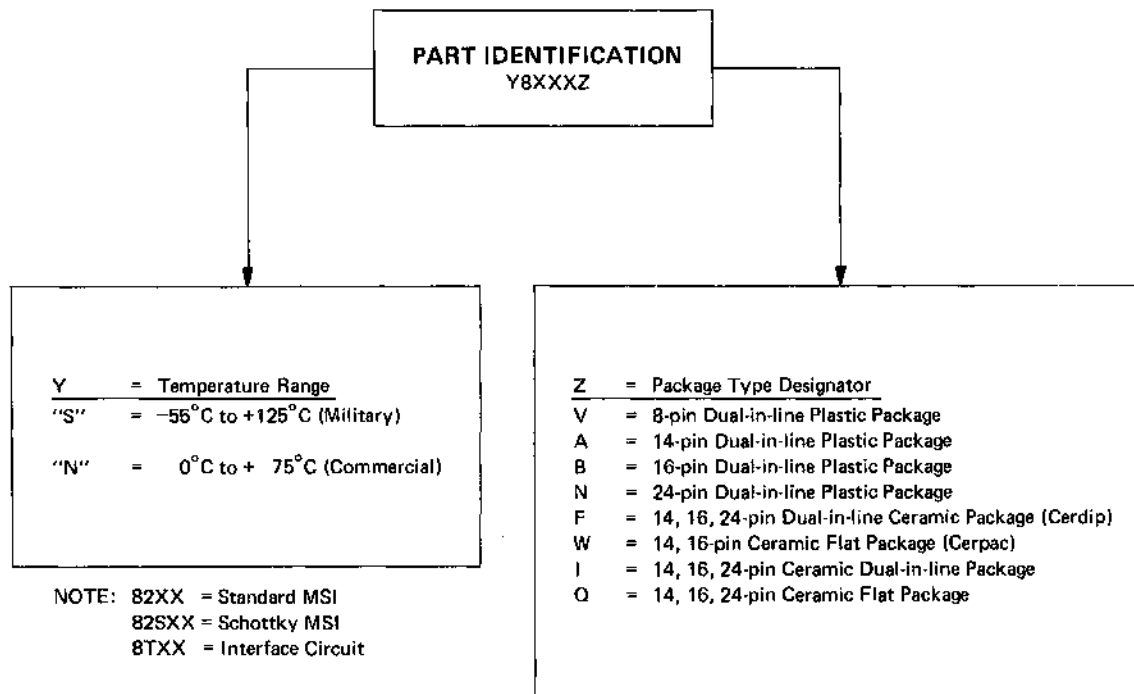 PART IDENTIFICATION
Y8XXXZ
Y = Temperature Range
"S" = −55°C to +125°C (Military)
"N" = 0°C to + 75°C (Commercial)
NOTE: 82XX = Standard MSI
82SXX = Schottky MSI
8TXX = Interface Circuit
Z = Package Type Designator
V = 8-pin Dual-in-line Plastic Package
A = 14-pin Dual-in-line Plastic Package
B = 16-pin Dual-in-line Plastic Package
N = 24-pin Dual-in-line Plastic Package
F = 14, 16, 24-pin Dual-in-line Ceramic Package (Cerdip)
W = 14, 16-pin Ceramic Flat Package (Cerpac)
I = 14, 16, 24-pin Ceramic Dual-in-line Package
Q = 14, 16, 24-pin Ceramic Flat Package